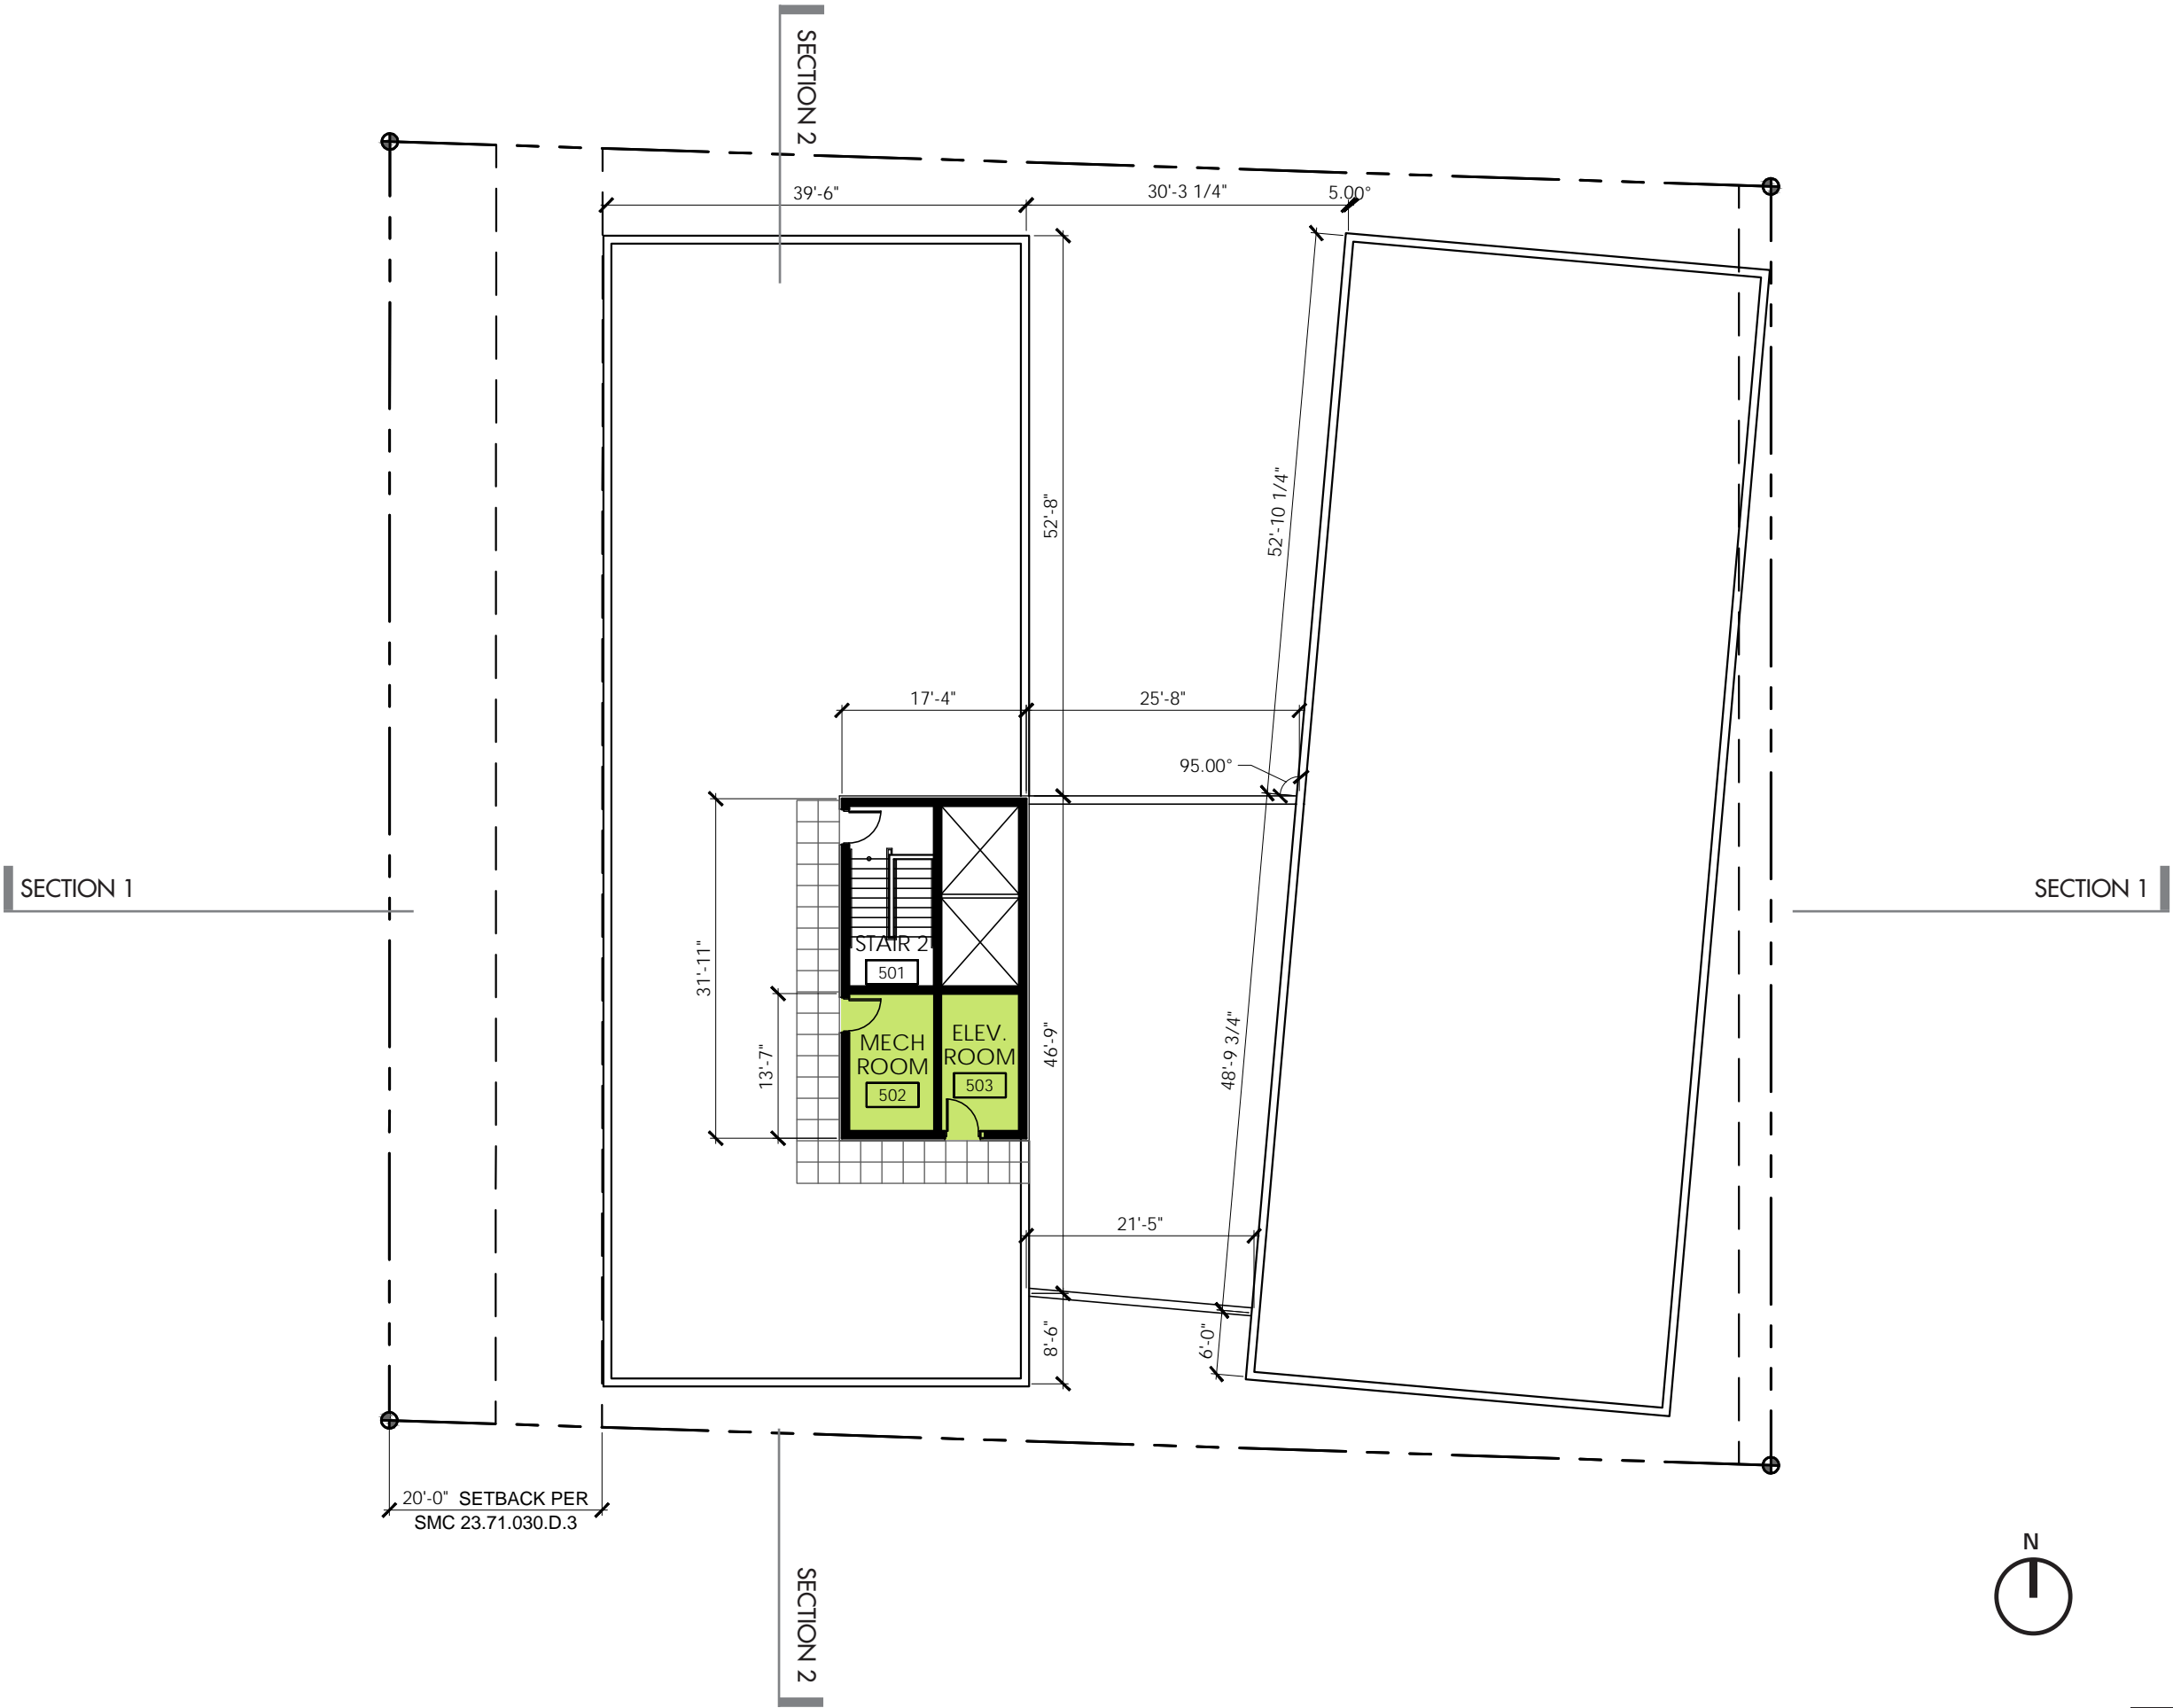 SECTION 2
39'-6"
30'-3 1/4"
5.00°
52'-8"
52'-10 1/4"
17'-4"
25'-8"
95.00°
SECTION 1
SECTION 1
31'-11"
STAIR 2
501
13'-7"
MECH
ROOM
502
ELEV.
ROOM
503
46'-9"
48'-9 3/4"
21'-5"
8'-6"
6'-0"
20'-0" SETBACK PER
SMC 23.71.030.D.3
SECTION 2
N